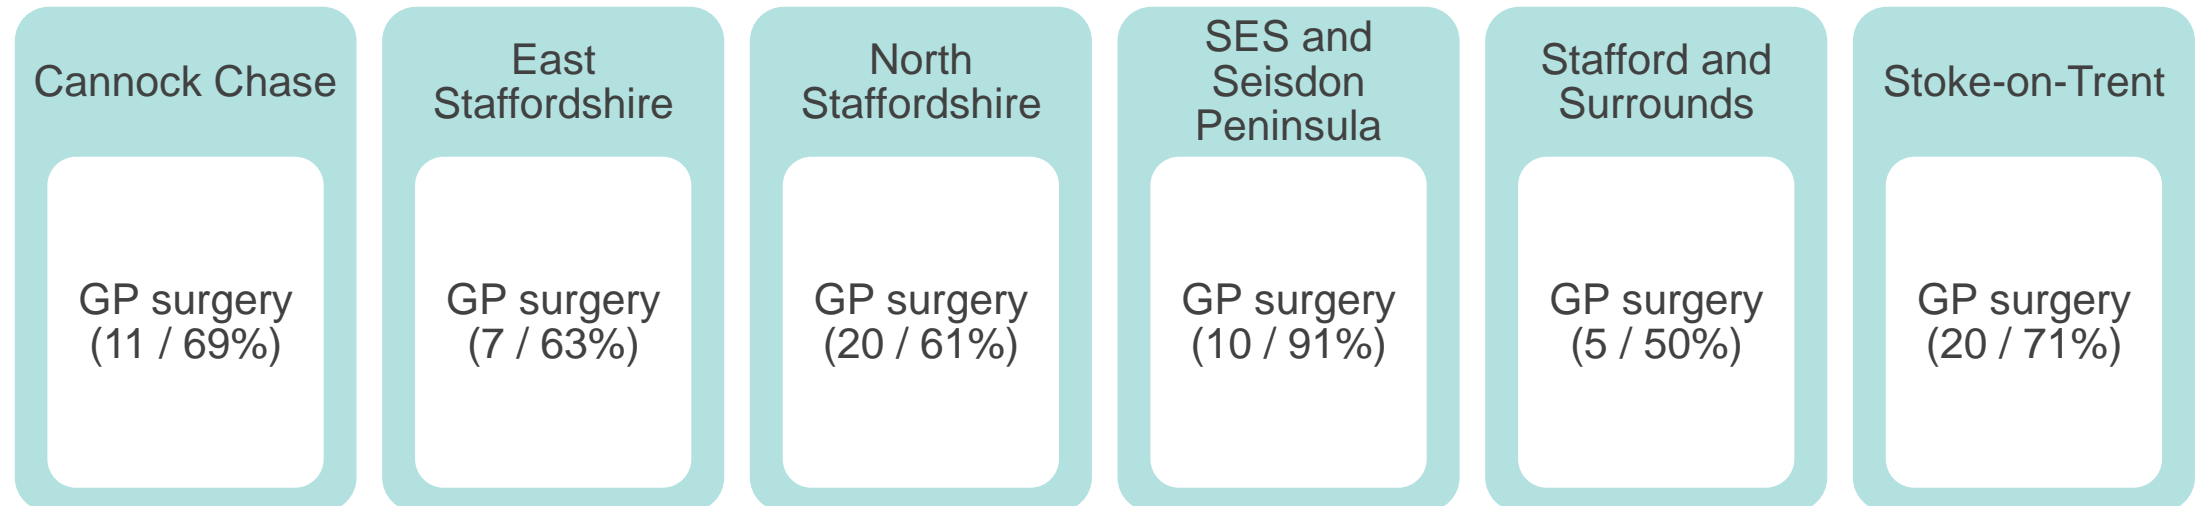 Cannock Chase
GP surgery
(11 / 69%)
East
Staffordshire
GP surgery
(7 / 63%)
North
Staffordshire
GP surgery
(20 / 61%)
SES and
Seisdon
Peninsula
GP surgery
(10 / 91%)
Stafford and
Surrounds
GP surgery
(5 / 50%)
Stoke-on-Trent
GP surgery
(20 / 71%)